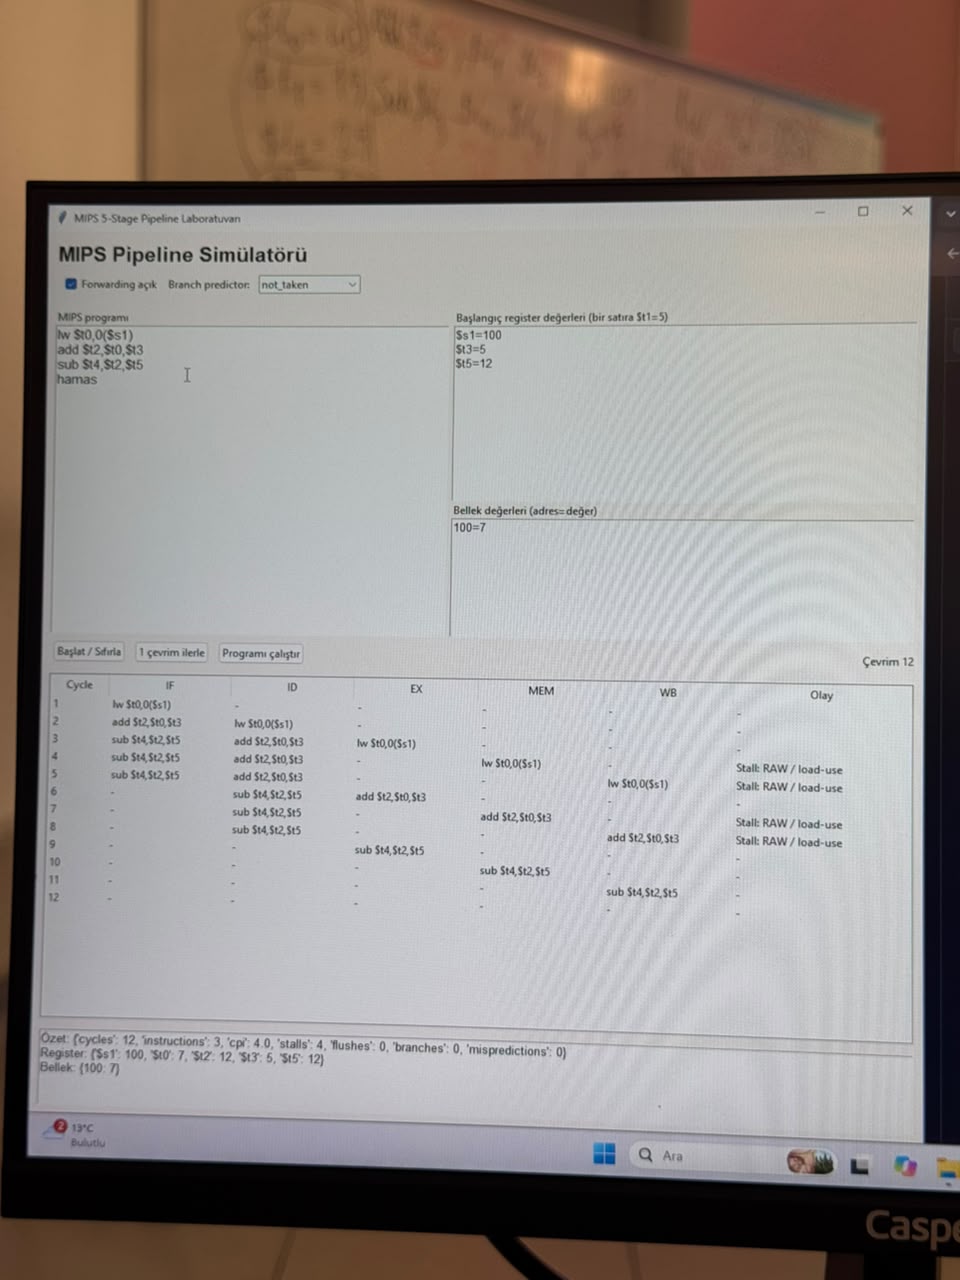 MIPS 5-Stage Pipeline Laboratuvarı
MIPS Pipeline Simülatörü
Forwarding açık Branch predictor: not_taken
MIPS programı
lw $t0,0($s1)
add $t2,$t0,$t3
sub $t4,$t2,$t5
hamas
Başlangıç register değerleri (bir satıra $t1=5)
$s1=100
$t3=5
$t5=12
Bellek değerleri (adres=değer)
100=7
Başlat / Sıfırla 1 çevrim ilerle Programı çalıştır
Çevrim 12
Cycle IF ID EX MEM WB Olay
1 lw $t0,0($s1) - - - - -
2 add $t2,$t0,$t3 lw $t0,0($s1) - - - -
3 sub $t4,$t2,$t5 add $t2,$t0,$t3 lw $t0,0($s1) - - -
4 sub $t4,$t2,$t5 add $t2,$t0,$t3 - lw $t0,0($s1) - Stall: RAW / load-use
5 sub $t4,$t2,$t5 add $t2,$t0,$t3 - - lw $t0,0($s1) Stall: RAW / load-use
6 - sub $t4,$t2,$t5 add $t2,$t0,$t3 - - -
7 - sub $t4,$t2,$t5 - add $t2,$t0,$t3 - Stall: RAW / load-use
8 - sub $t4,$t2,$t5 - - add $t2,$t0,$t3 Stall: RAW / load-use
9 - - sub $t4,$t2,$t5 - - -
10 - - - sub $t4,$t2,$t5 - -
11 - - - - sub $t4,$t2,$t5 -
12 - - - - - -
Özet: {'cycles': 12, 'instructions': 3, 'cpi': 4.0, 'stalls': 4, 'flushes': 0, 'branches': 0, 'mispredictions': 0}
Register: {'$s1': 100, '$t0': 7, '$t2': 12, '$t3': 5, '$t5': 12}
Bellek: {100: 7}
2
13°C
Bulutlu
Ara